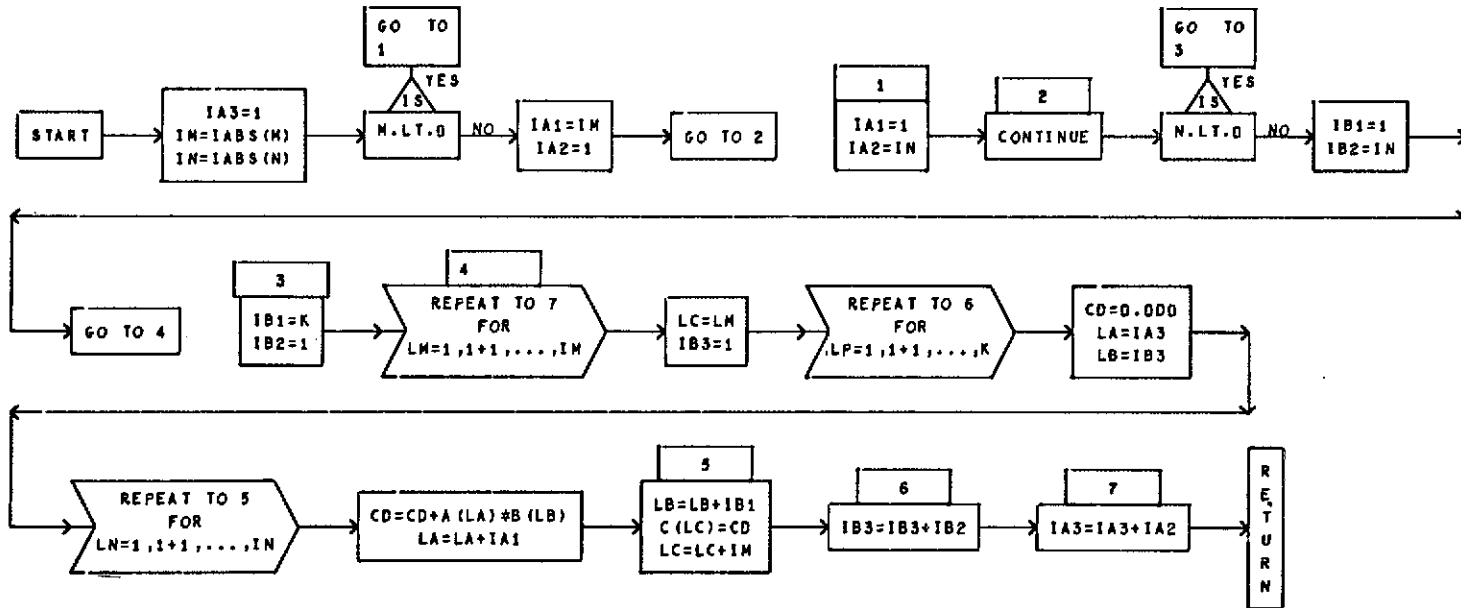 START
IA3=1
IM=IABS(M)
IN=IABS(N)
GO TO
1
YES
IS
M.LT.0
NO
IA1=IM
IA2=1
GO TO 2
1
IA1=1
IA2=IN
2
CONTINUE
GO TO
3
YES
IS
N.LT.0
NO
IB1=1
IB2=IN
GO TO 4
3
IB1=K
IB2=1
4
REPEAT TO 7
FOR
LM=1,1+1,...,IM
LC=LM
IB3=1
REPEAT TO 6
FOR
LP=1,1+1,...,K
CD=0.0D0
LA=IA3
LB=IB3
REPEAT TO 5
FOR
LN=1,1+1,...,IN
CD=CD+A(LA)*B(LB)
LA=LA+IA1
5
LB=LB+IB1
C(LC)=CD
LC=LC+IM
6
IB3=IB3+IB2
7
IA3=IA3+IA2
RETURN